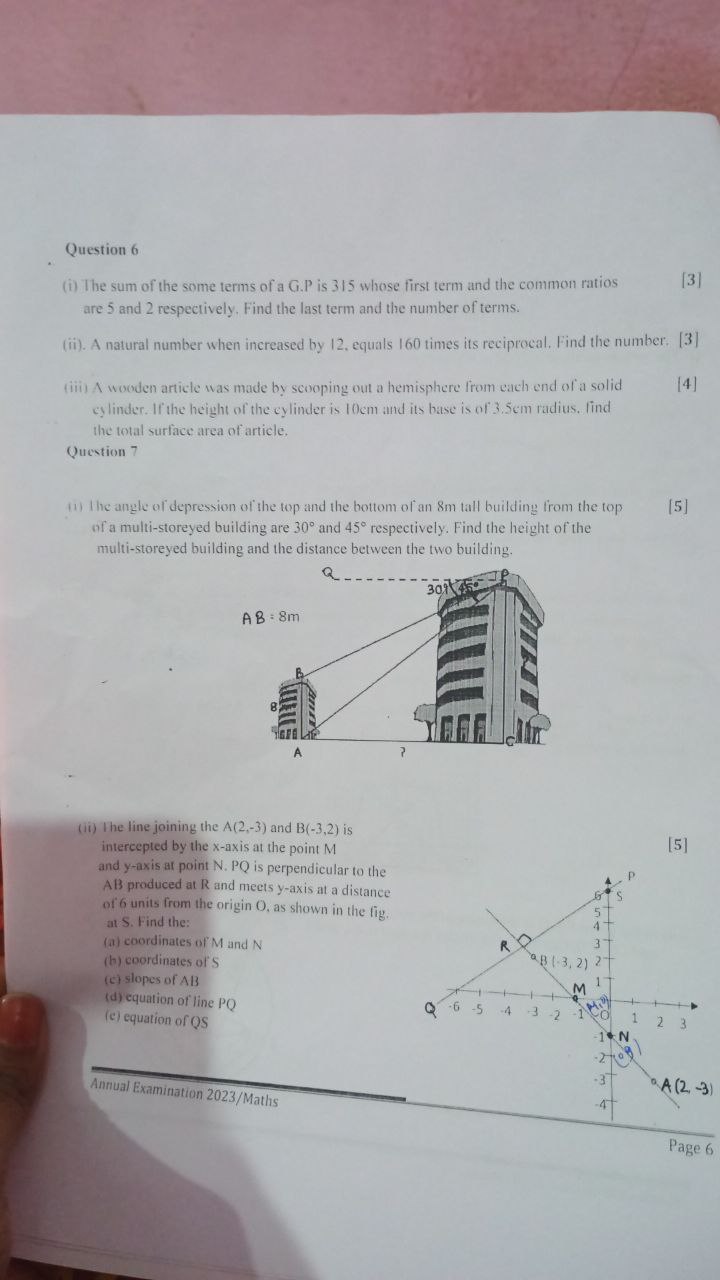 Question 6
(i) The sum of the some terms of a G.P is 315 whose first term and the common ratios [3]
are 5 and 2 respectively. Find the last term and the number of terms.
(ii). A natural number when increased by 12, equals 160 times its reciprocal. Find the number. [3]
(iii) A wooden article was made by scooping out a hemisphere from each end of a solid [4]
cylinder. If the height of the cylinder is 10cm and its base is of 3.5cm radius, find
the total surface area of article.
Question 7
(i) The angle of depression of the top and the bottom of an 8m tall building from the top [5]
of a multi-storeyed building are 30° and 45° respectively. Find the height of the
multi-storeyed building and the distance between the two building.
Q P
30° 45°
AB = 8m
B
8
A ? C
(ii) The line joining the A(2,-3) and B(-3,2) is
intercepted by the x-axis at the point M [5]
and y-axis at point N. PQ is perpendicular to the
AB produced at R and meets y-axis at a distance
of 6 units from the origin O, as shown in the fig.
at S. Find the:
(a) coordinates of M and N
(b) coordinates of S
(c) slopes of AB
(d) equation of line PQ
(e) equation of QS
P
6 S
5
4
R 3
B (-3, 2) 2
M 1
Q -6 -5 -4 -3 -2 -1 O 1 2 3
-1 N
-2
-3 A (2, -3)
-4
Annual Examination 2023/Maths
Page 6